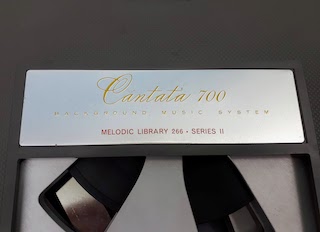 Cantata 700
BACKGROUND MUSIC SYSTEM
MELODIC LIBRARY 266 • SERIES II